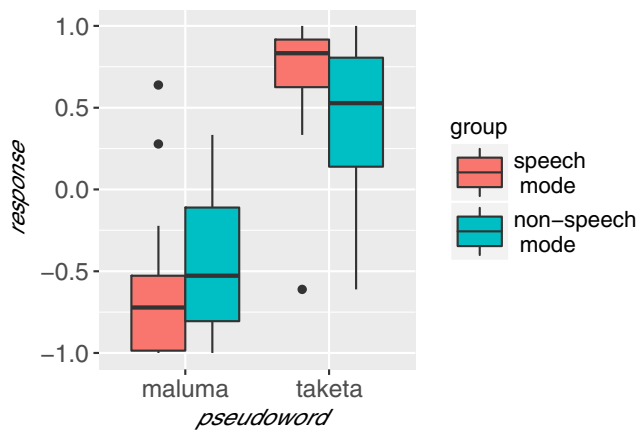 response
1.0
0.5
0.0
−0.5
−1.0
maluma
taketa
pseudoword
group
speech
mode
non−speech
mode